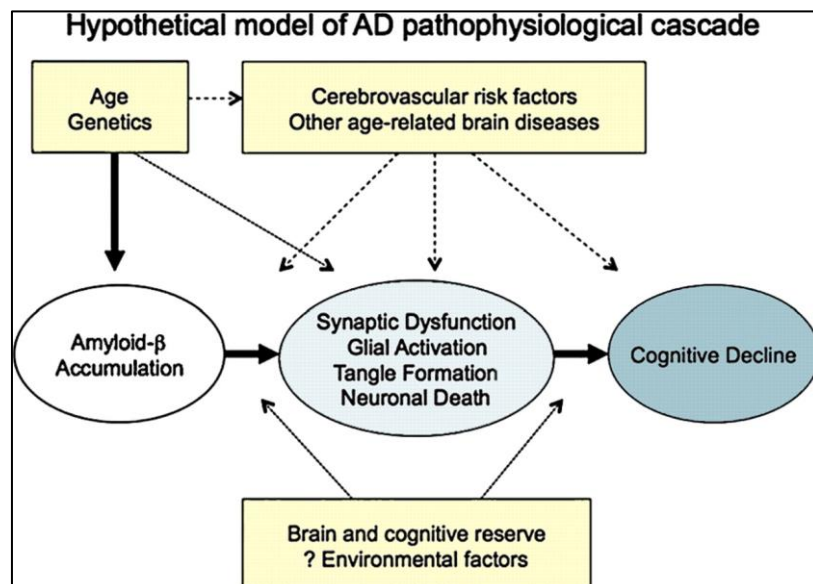 Hypothetical model of AD pathophysiological cascade
Age
Genetics
Cerebrovascular risk factors
Other age-related brain diseases
Amyloid-β
Accumulation
Synaptic Dysfunction
Glial Activation
Tangle Formation
Neuronal Death
Cognitive Decline
Brain and cognitive reserve
? Environmental factors